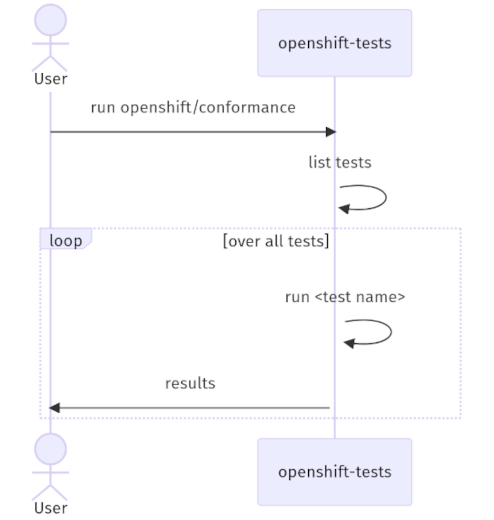 openshift-tests
User
run openshift/conformance
list tests
loop
[over all tests]
run <test name>
results
openshift-tests
User